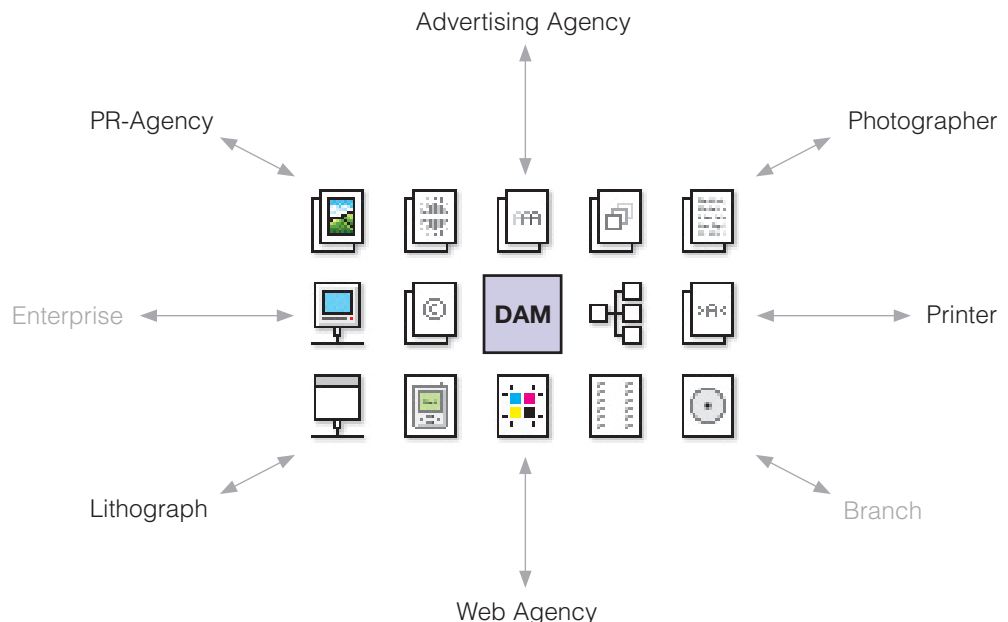 Advertising Agency
PR-Agency
Photographer
Enterprise
©
DAM
>A<
Printer
Lithograph
Branch
Web Agency